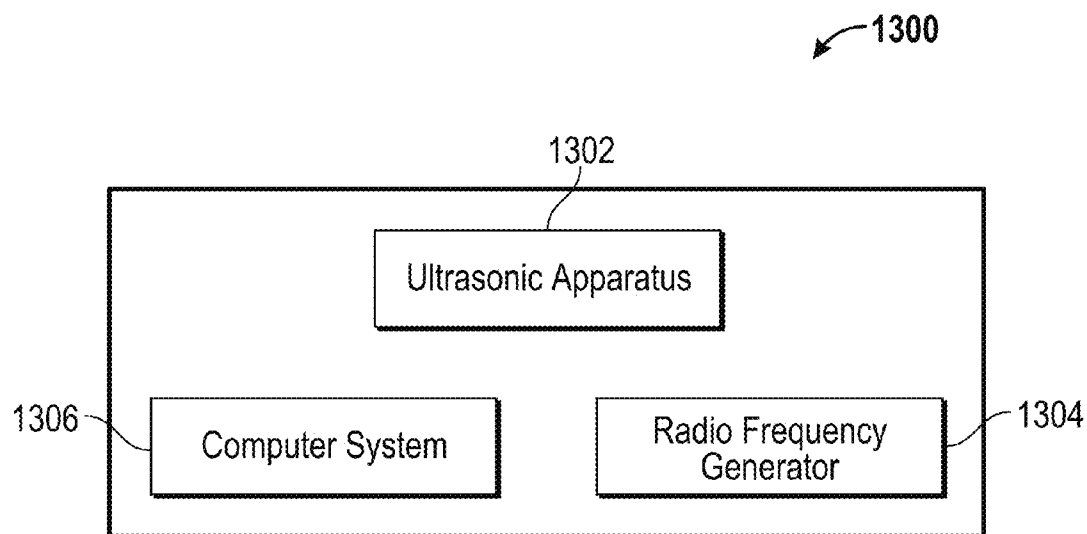 1300
1302
Ultrasonic Apparatus
1306
Computer System
Radio Frequency
Generator
1304